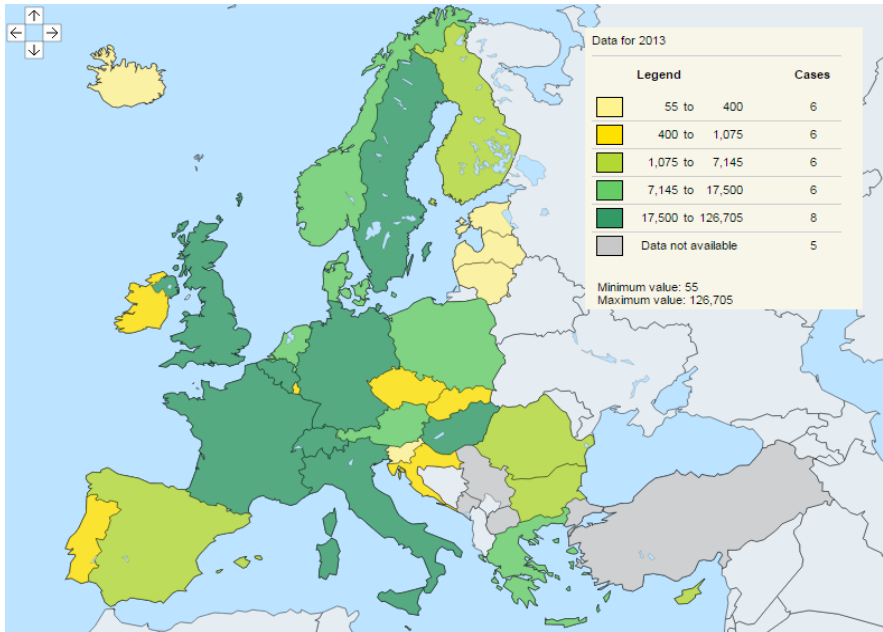 Data for 2013
Legend Cases
55 to 400 6
400 to 1,075 6
1,075 to 7,145 6
7,145 to 17,500 6
17,500 to 126,705 8
Data not available 5
Minimum value: 55
Maximum value: 126,705